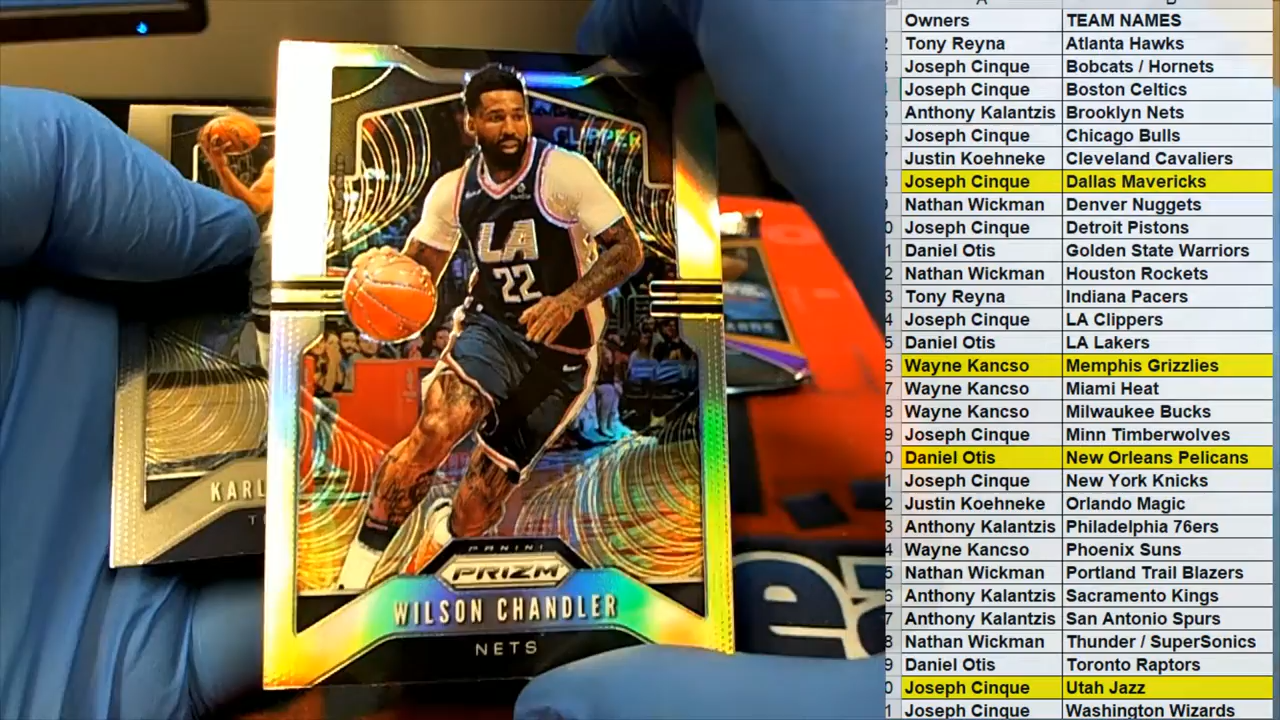 CLIPPER
LA
22
KARL
PANINI
PRIZM
WILSON CHANDLER
NETS
Owners TEAM NAMES
Tony Reyna Atlanta Hawks
Joseph Cinque Bobcats / Hornets
Joseph Cinque Boston Celtics
Anthony Kalantzis Brooklyn Nets
Joseph Cinque Chicago Bulls
Justin Koehneke Cleveland Cavaliers
Joseph Cinque Dallas Mavericks
Nathan Wickman Denver Nuggets
Joseph Cinque Detroit Pistons
Daniel Otis Golden State Warriors
Nathan Wickman Houston Rockets
Tony Reyna Indiana Pacers
Joseph Cinque LA Clippers
Daniel Otis LA Lakers
Wayne Kancso Memphis Grizzlies
Wayne Kancso Miami Heat
Wayne Kancso Milwaukee Bucks
Joseph Cinque Minn Timberwolves
Daniel Otis New Orleans Pelicans
Joseph Cinque New York Knicks
Justin Koehneke Orlando Magic
Anthony Kalantzis Philadelphia 76ers
Wayne Kancso Phoenix Suns
Nathan Wickman Portland Trail Blazers
Anthony Kalantzis Sacramento Kings
Anthony Kalantzis San Antonio Spurs
Nathan Wickman Thunder / SuperSonics
Daniel Otis Toronto Raptors
Joseph Cinque Utah Jazz
Joseph Cinque Washington Wizards